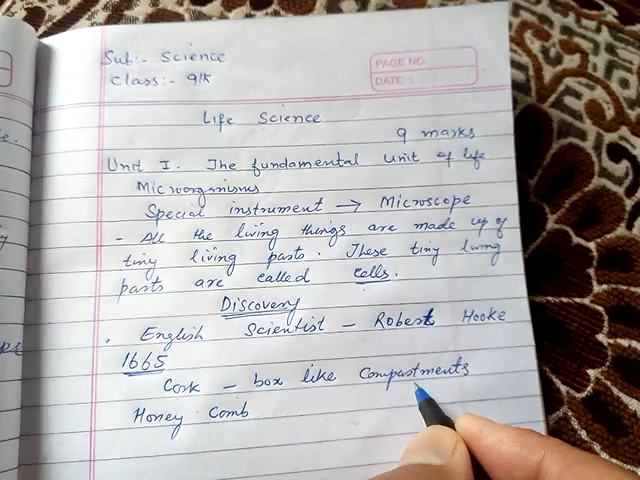 Sub:- Science
Class:- 9th
PAGE NO.
DATE :
Life Science
9 marks
Unit I. The fundamental unit of life
Microorganisms
Special instrument → Microscope
- All the living things are made up of
tiny living parts. These tiny living
parts are called cells.
Discovery
. English Scientist - Robert Hooke
1665
Cork - box like Compartments
Honey Comb